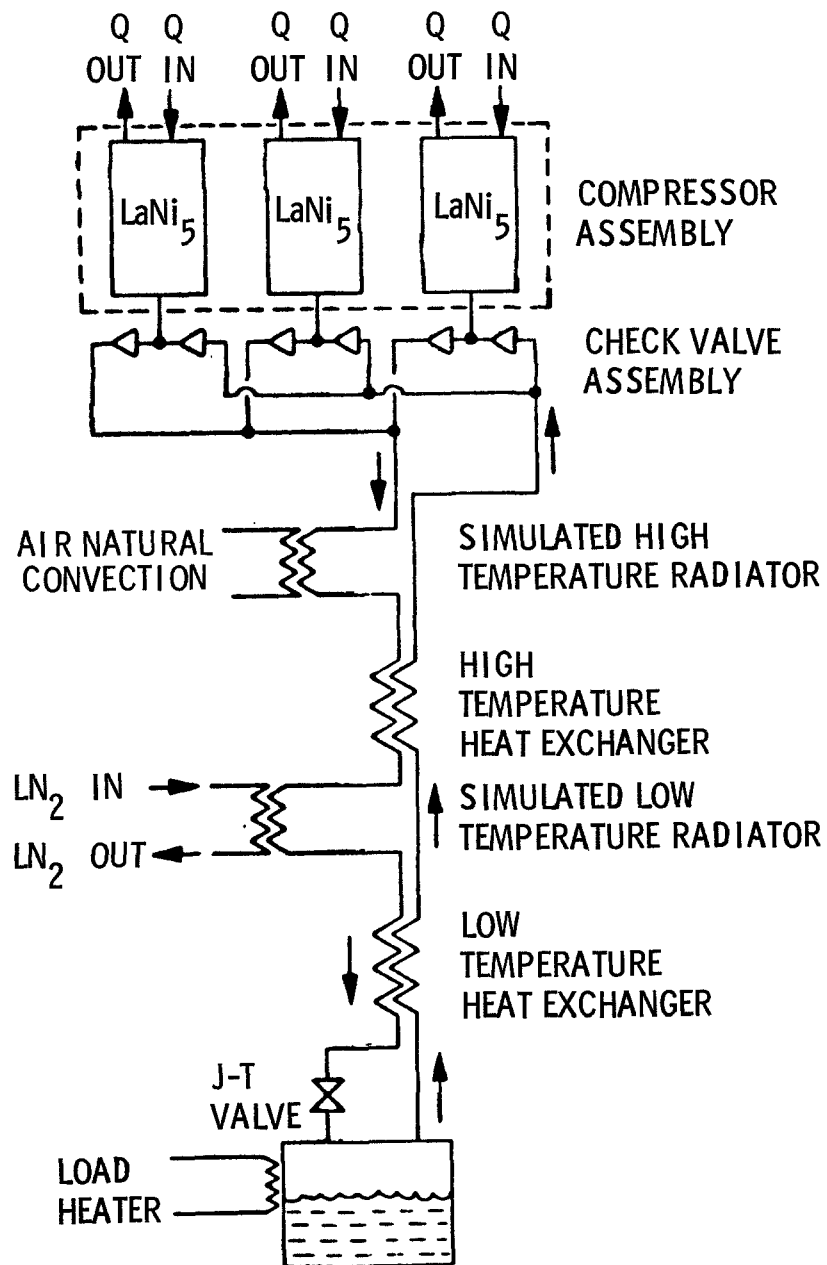 Q Q Q Q Q Q
OUT IN OUT IN OUT IN
LaNi5 LaNi5 LaNi5
COMPRESSOR
ASSEMBLY
CHECK VALVE
ASSEMBLY
AIR NATURAL
CONVECTION
SIMULATED HIGH
TEMPERATURE RADIATOR
HIGH
TEMPERATURE
HEAT EXCHANGER
LN2 IN
LN2 OUT
SIMULATED LOW
TEMPERATURE RADIATOR
LOW
TEMPERATURE
HEAT EXCHANGER
J-T
VALVE
LOAD
HEATER